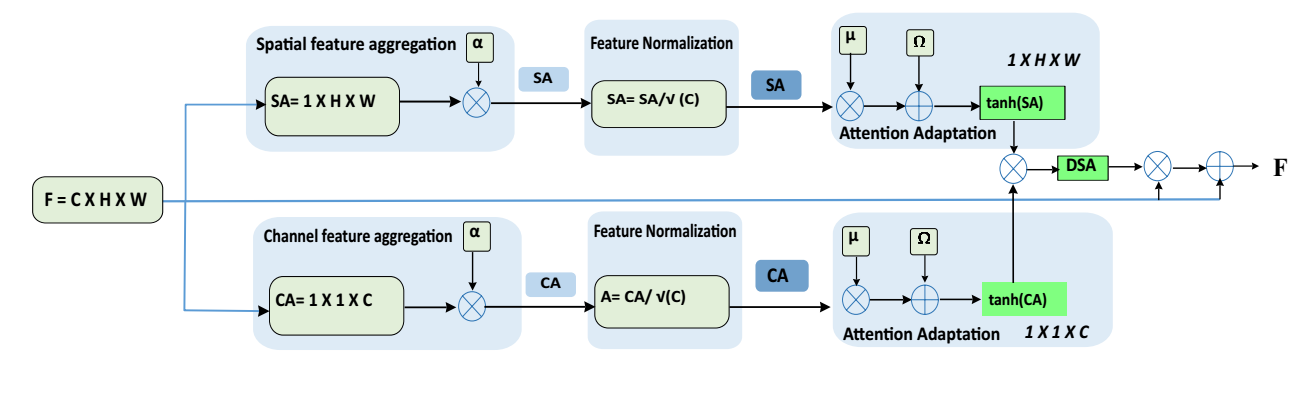 Spatial feature aggregation
α
SA= 1 X H X W
SA
Feature Normalization
SA= SA/√ (C)
SA
µ
Ω
1 X H X W
tanh(SA)
Attention Adaptation
F = C X H X W
DSA
F
Channel feature aggregation
α
CA= 1 X 1 X C
CA
Feature Normalization
A= CA/ √(C)
CA
µ
Ω
tanh(CA)
Attention Adaptation
1 X 1 X C